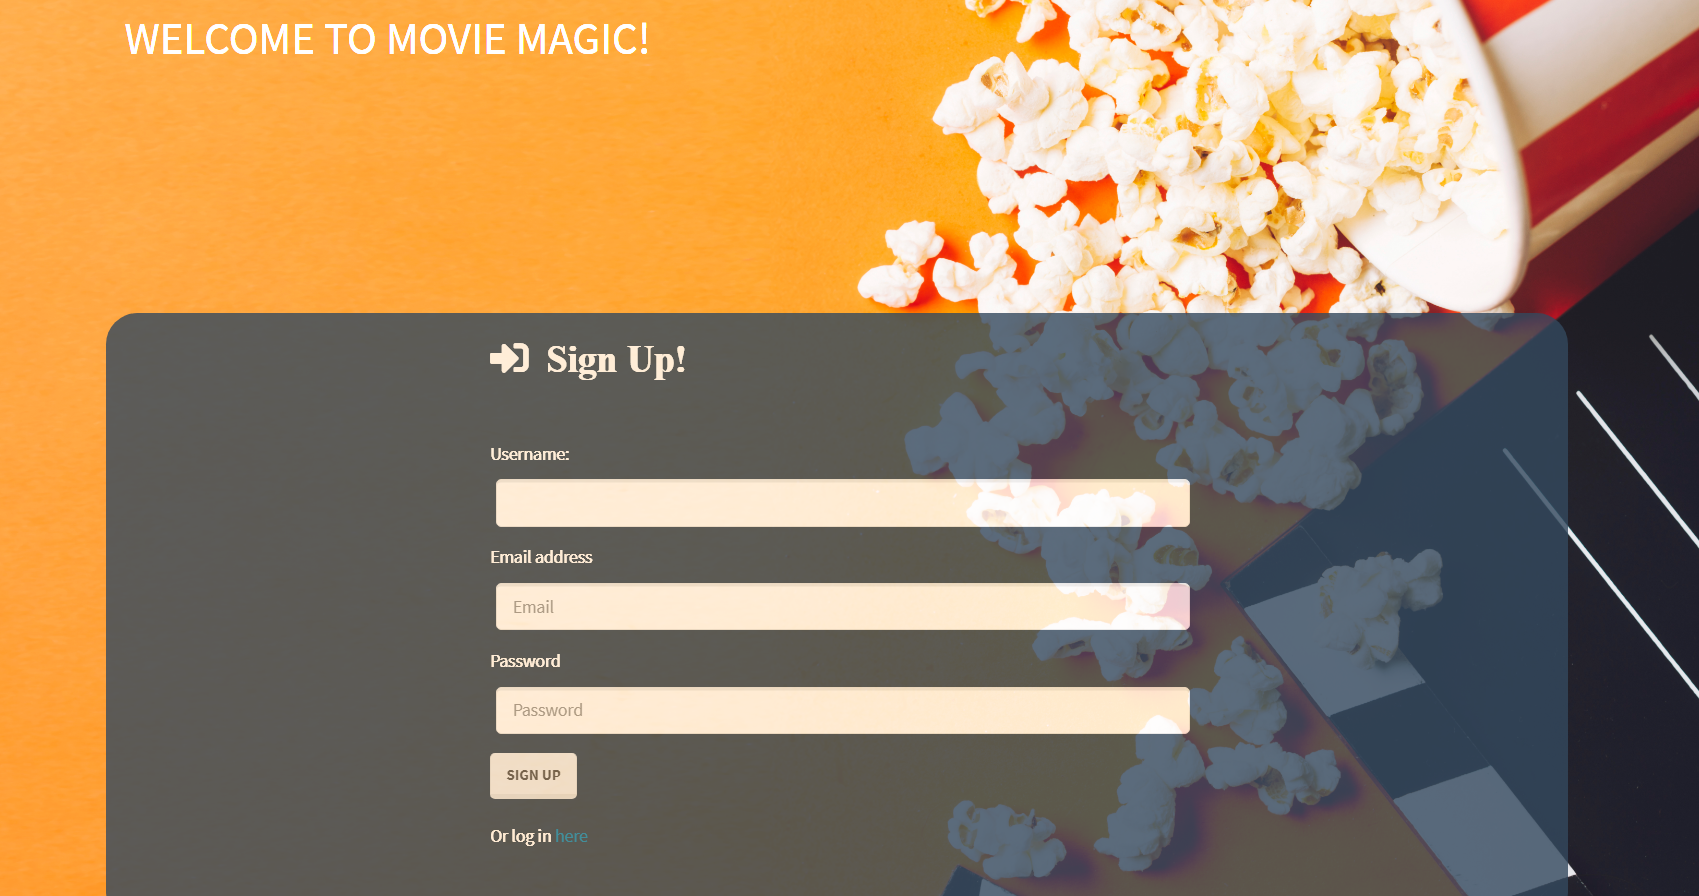 WELCOME TO MOVIE MAGIC!
Sign Up!
Username:
Email address
Email
Password
Password
SIGN UP
Or log in here